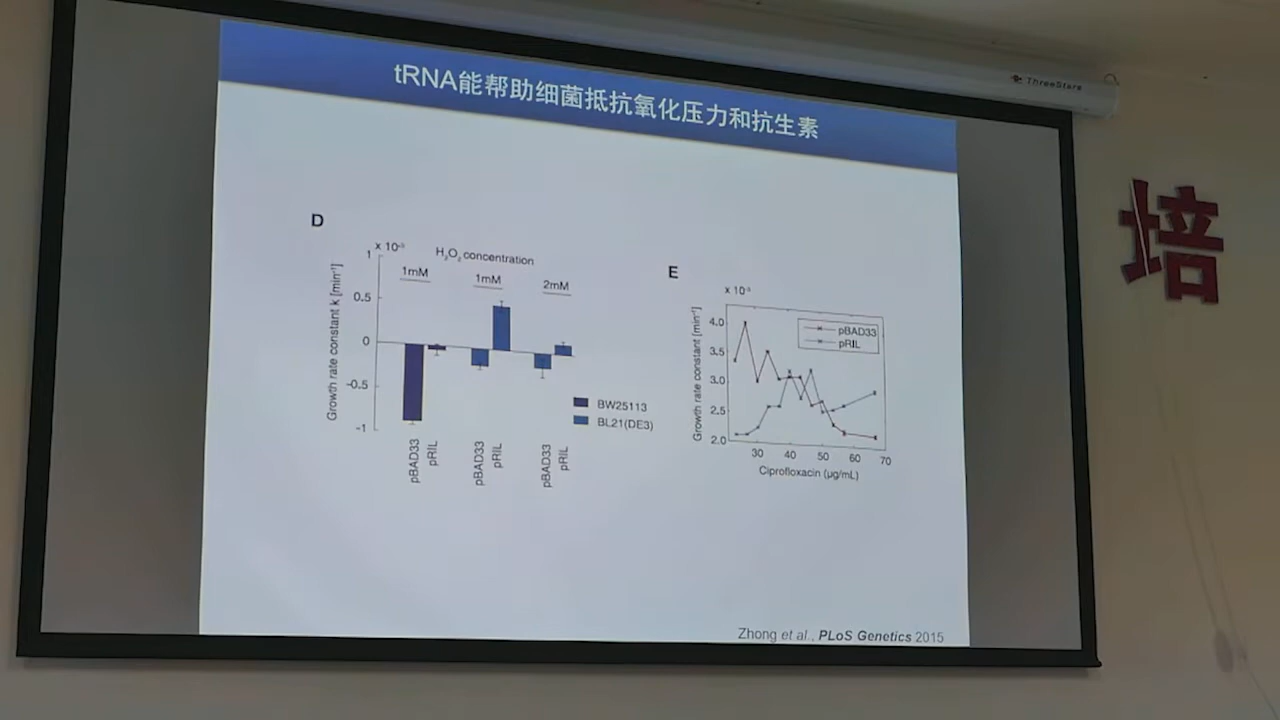 ThreeStars
tRNA能帮助细菌抵抗氧化压力和抗生素
培
D
x 10⁻³
H₂O₂ concentration
1mM 1mM 2mM
1
0.5
0
-0.5
-1
Growth rate constant k [min⁻¹]
pBAD33 pRIL pBAD33 pRIL pBAD33 pRIL
BW25113
BL21(DE3)
E
x 10⁻³
pBAD33
pRIL
4.0
3.5
3.0
2.5
2.0
Growth rate constant [min⁻¹]
30 40 50 60 70
Ciprofloxacin (μg/mL)
Zhong et al., PLoS Genetics 2015